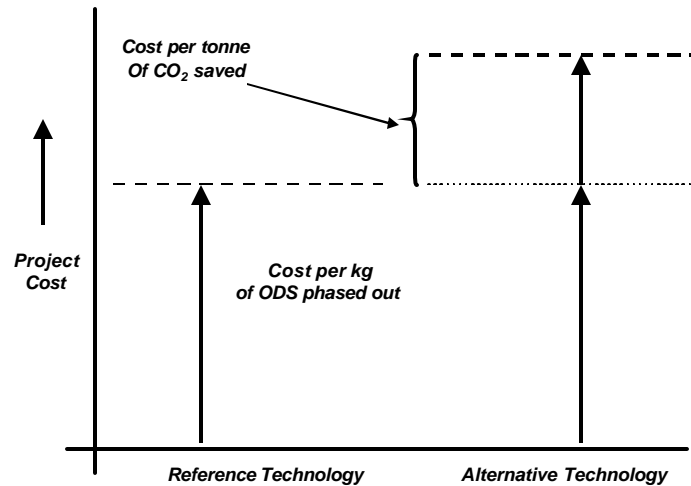 Cost per tonne
Of CO₂ saved
Project
Cost
Cost per kg
of ODS phased out
Reference Technology
Alternative Technology